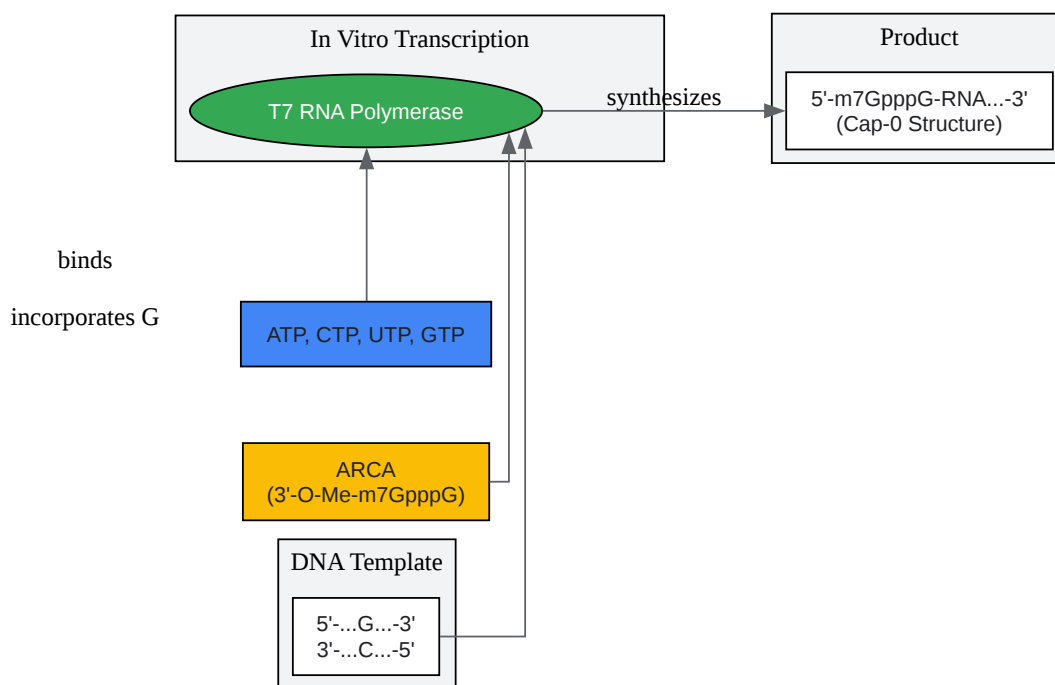 In Vitro Transcription
T7 RNA Polymerase
synthesizes
Product
5'-m7GpppG-RNA...-3'
(Cap-0 Structure)
binds
incorporates G
ATP, CTP, UTP, GTP
ARCA
(3'-O-Me-m7GpppG)
DNA Template
5'-...G...-3'
3'-...C...-5'